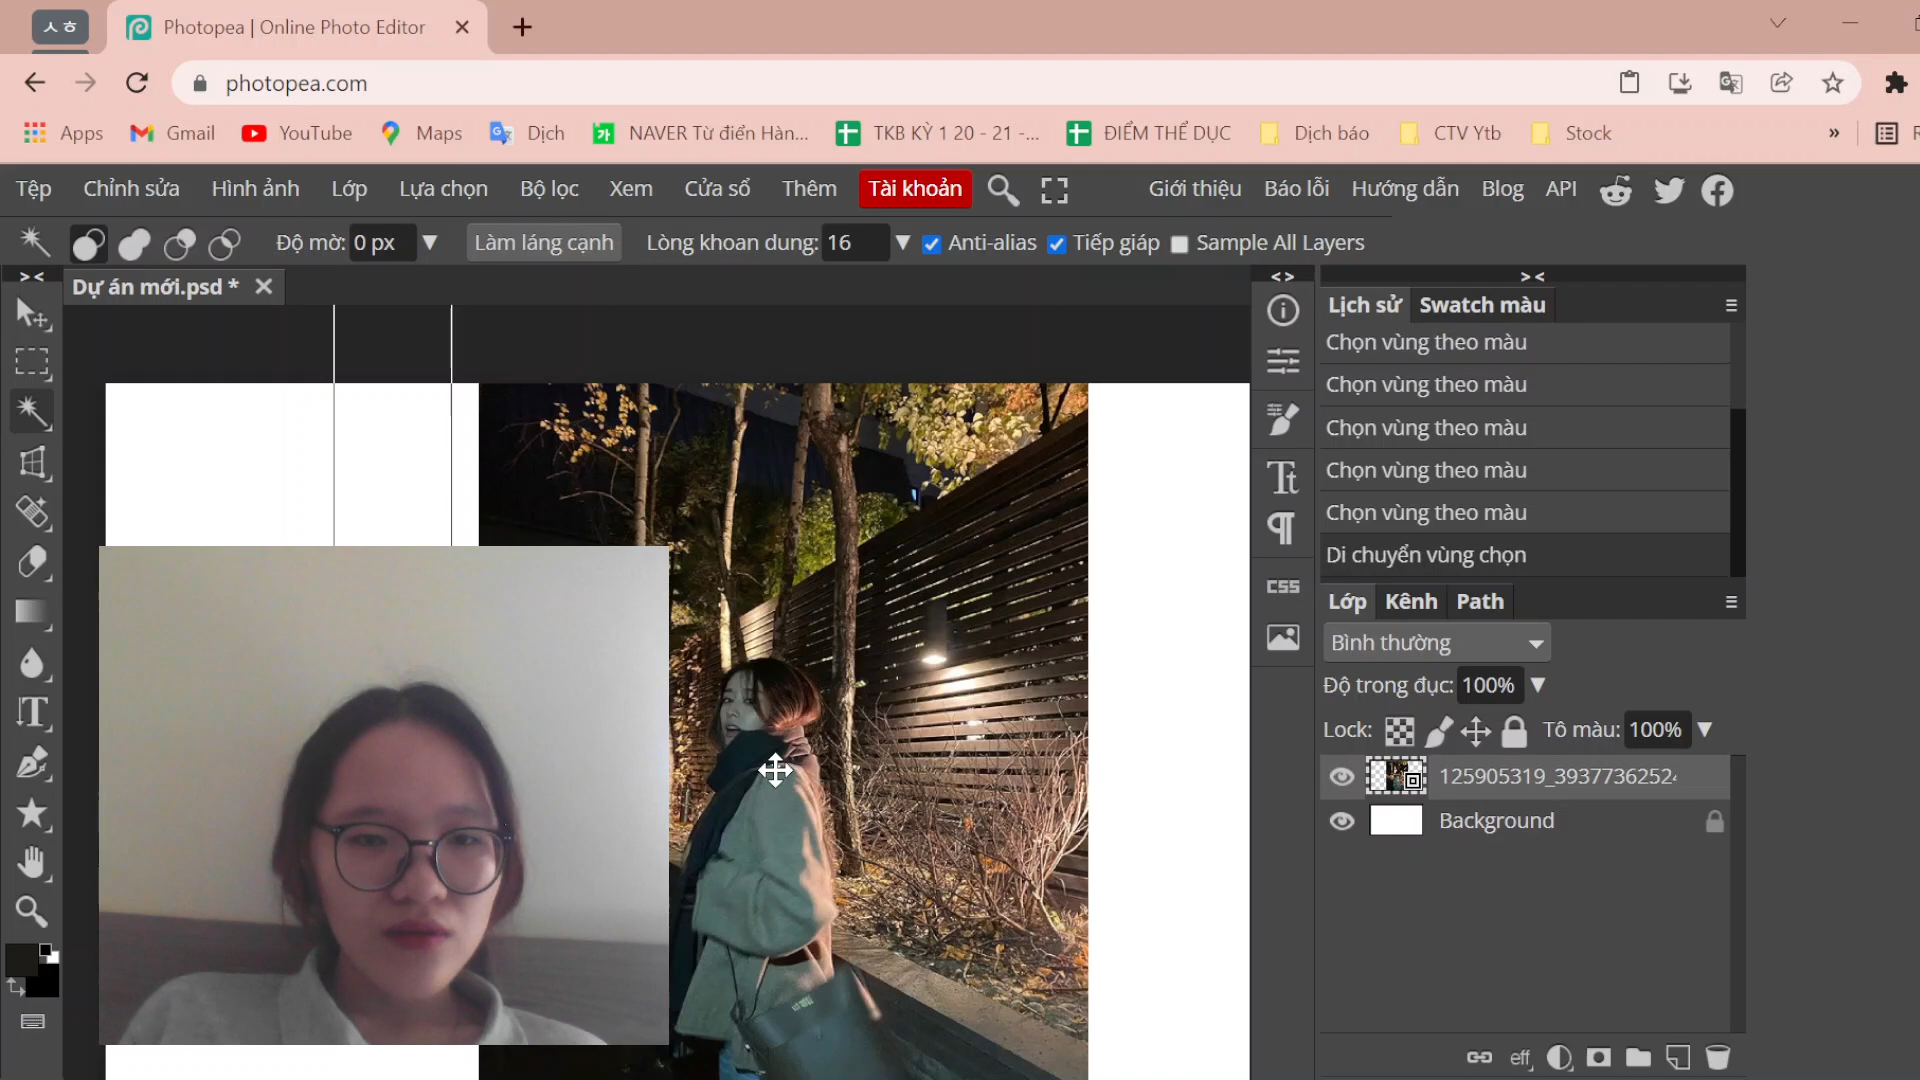 ㅅㅎ
Photopea | Online Photo Editor
photopea.com
Apps Gmail YouTube Maps Dịch NAVER Từ điển Hàn... TKB KỲ 1 20 - 21 -... ĐIỂM THỂ DỤC Dịch báo CTV Ytb Stock »
Tệp Chỉnh sửa Hình ảnh Lớp Lựa chọn Bộ lọc Xem Cửa sổ Thêm Tài khoản Giới thiệu Báo lỗi Hướng dẫn Blog API
Độ mờ: 0 px Làm láng cạnh Lòng khoan dung: 16 Anti-alias Tiếp giáp Sample All Layers
Dự án mới.psd *
Lịch sử Swatch màu
Chọn vùng theo màu
Chọn vùng theo màu
Chọn vùng theo màu
Chọn vùng theo màu
Chọn vùng theo màu
Di chuyển vùng chọn
CSS
Lớp Kênh Path
Bình thường
Độ trong đục: 100%
Lock: Tô màu: 100%
125905319_3937736252
Background
eff